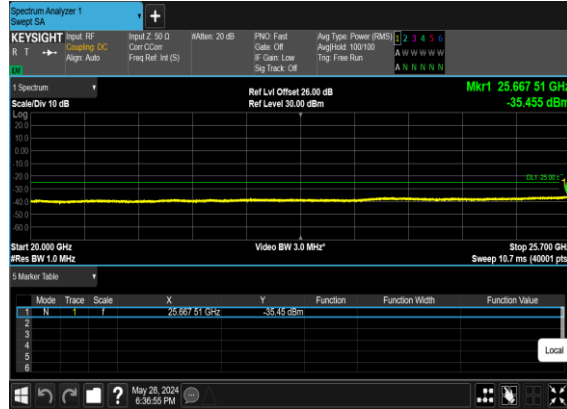 Spectrum Analyzer 1
Swept SA
KEYSIGHT Input: RF Input Z: 50 Ω #Atten: 20 dB PNO: Fast Avg Type: Power (RMS) 1 2 3 4 5 6
R T Coupling: DC Corr CCorr Gate: Off Avg|Hold: 100/100 A W W W W W
Align: Auto Freq Ref: Int (S) IF Gain: Low Trig: Free Run
Sig Track: Off A N N N N N
1 Spectrum Ref Lvl Offset 26.00 dB Mkr1 25.667 51 GHz
Scale/Div 10 dB Ref Level 30.00 dBm -35.455 dBm
Log
20.0
10.0
0.00
-10.0
-20.0
DL1 -25.00
-30.0
-40.0
-50.0
-60.0
Start 20.000 GHz Video BW 3.0 MHz* Stop 25.700 GHz
#Res BW 1.0 MHz Sweep 10.7 ms (40001 pts
5 Marker Table
Mode Trace Scale X Y Function Function Width Function Value
1 N 1 f 25.667 51 GHz -35.45 dBm
2
3
4
5
6
Local
May 28, 2024
6:36:55 PM